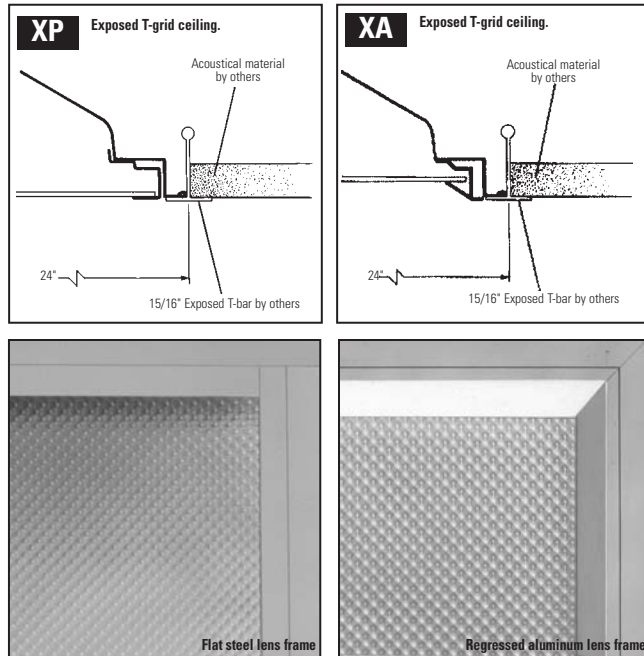 XP
Exposed T-grid ceiling.
Acoustical material
by others
24"
15/16" Exposed T-bar by others
XA
Exposed T-grid ceiling.
Acoustical material
by others
24"
15/16" Exposed T-bar by others
Flat steel lens frame
Regressed aluminum lens frame